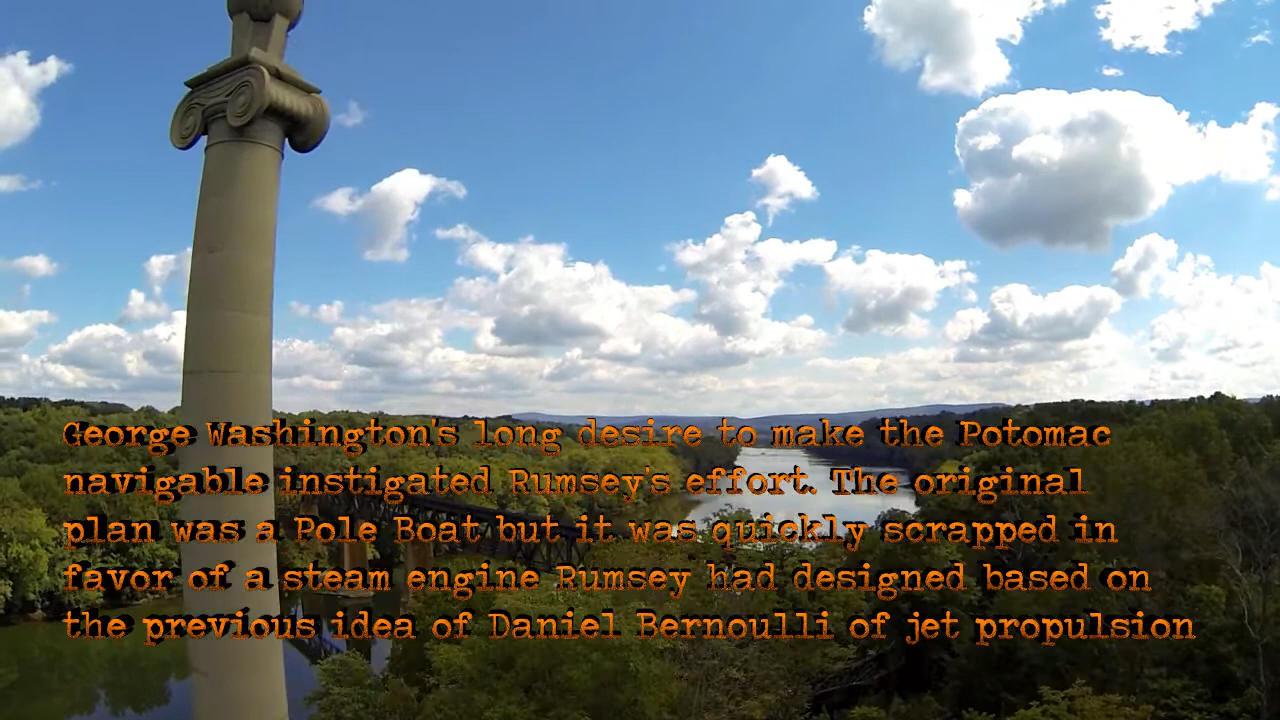 George Washington's long desire to make the Potomac
navigable instigated Rumsey's effort. The original
plan was a Pole Boat but it was quickly scrapped in
favor of a steam engine Rumsey had designed based on
the previous idea of Daniel Bernoulli of jet propulsion